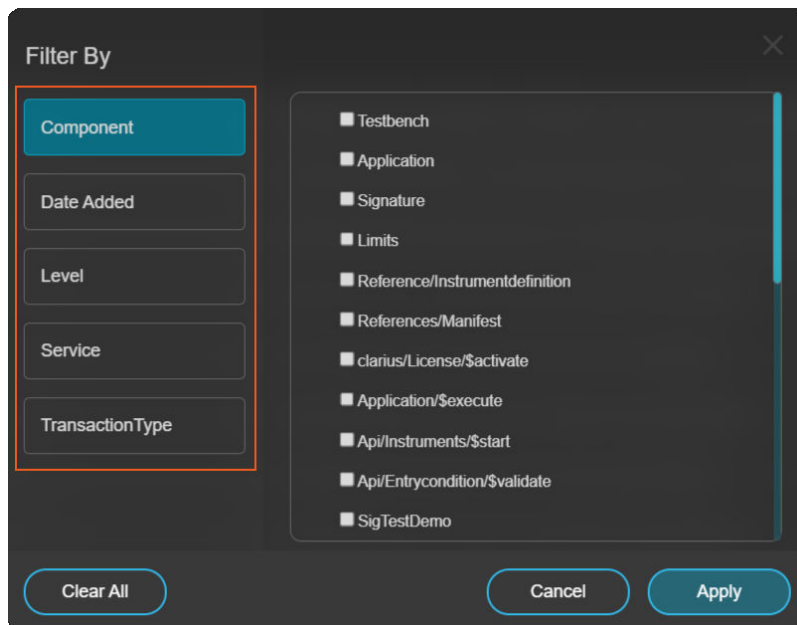 Filter By
Component
Date Added
Level
Service
TransactionType
Testbench
Application
Signature
Limits
Reference/Instrumentdefinition
References/Manifest
clarius/License/$activate
Application/$execute
Api/Instruments/$start
Api/Entrycondition/$validate
SigTestDemo
Clear All
Cancel
Apply